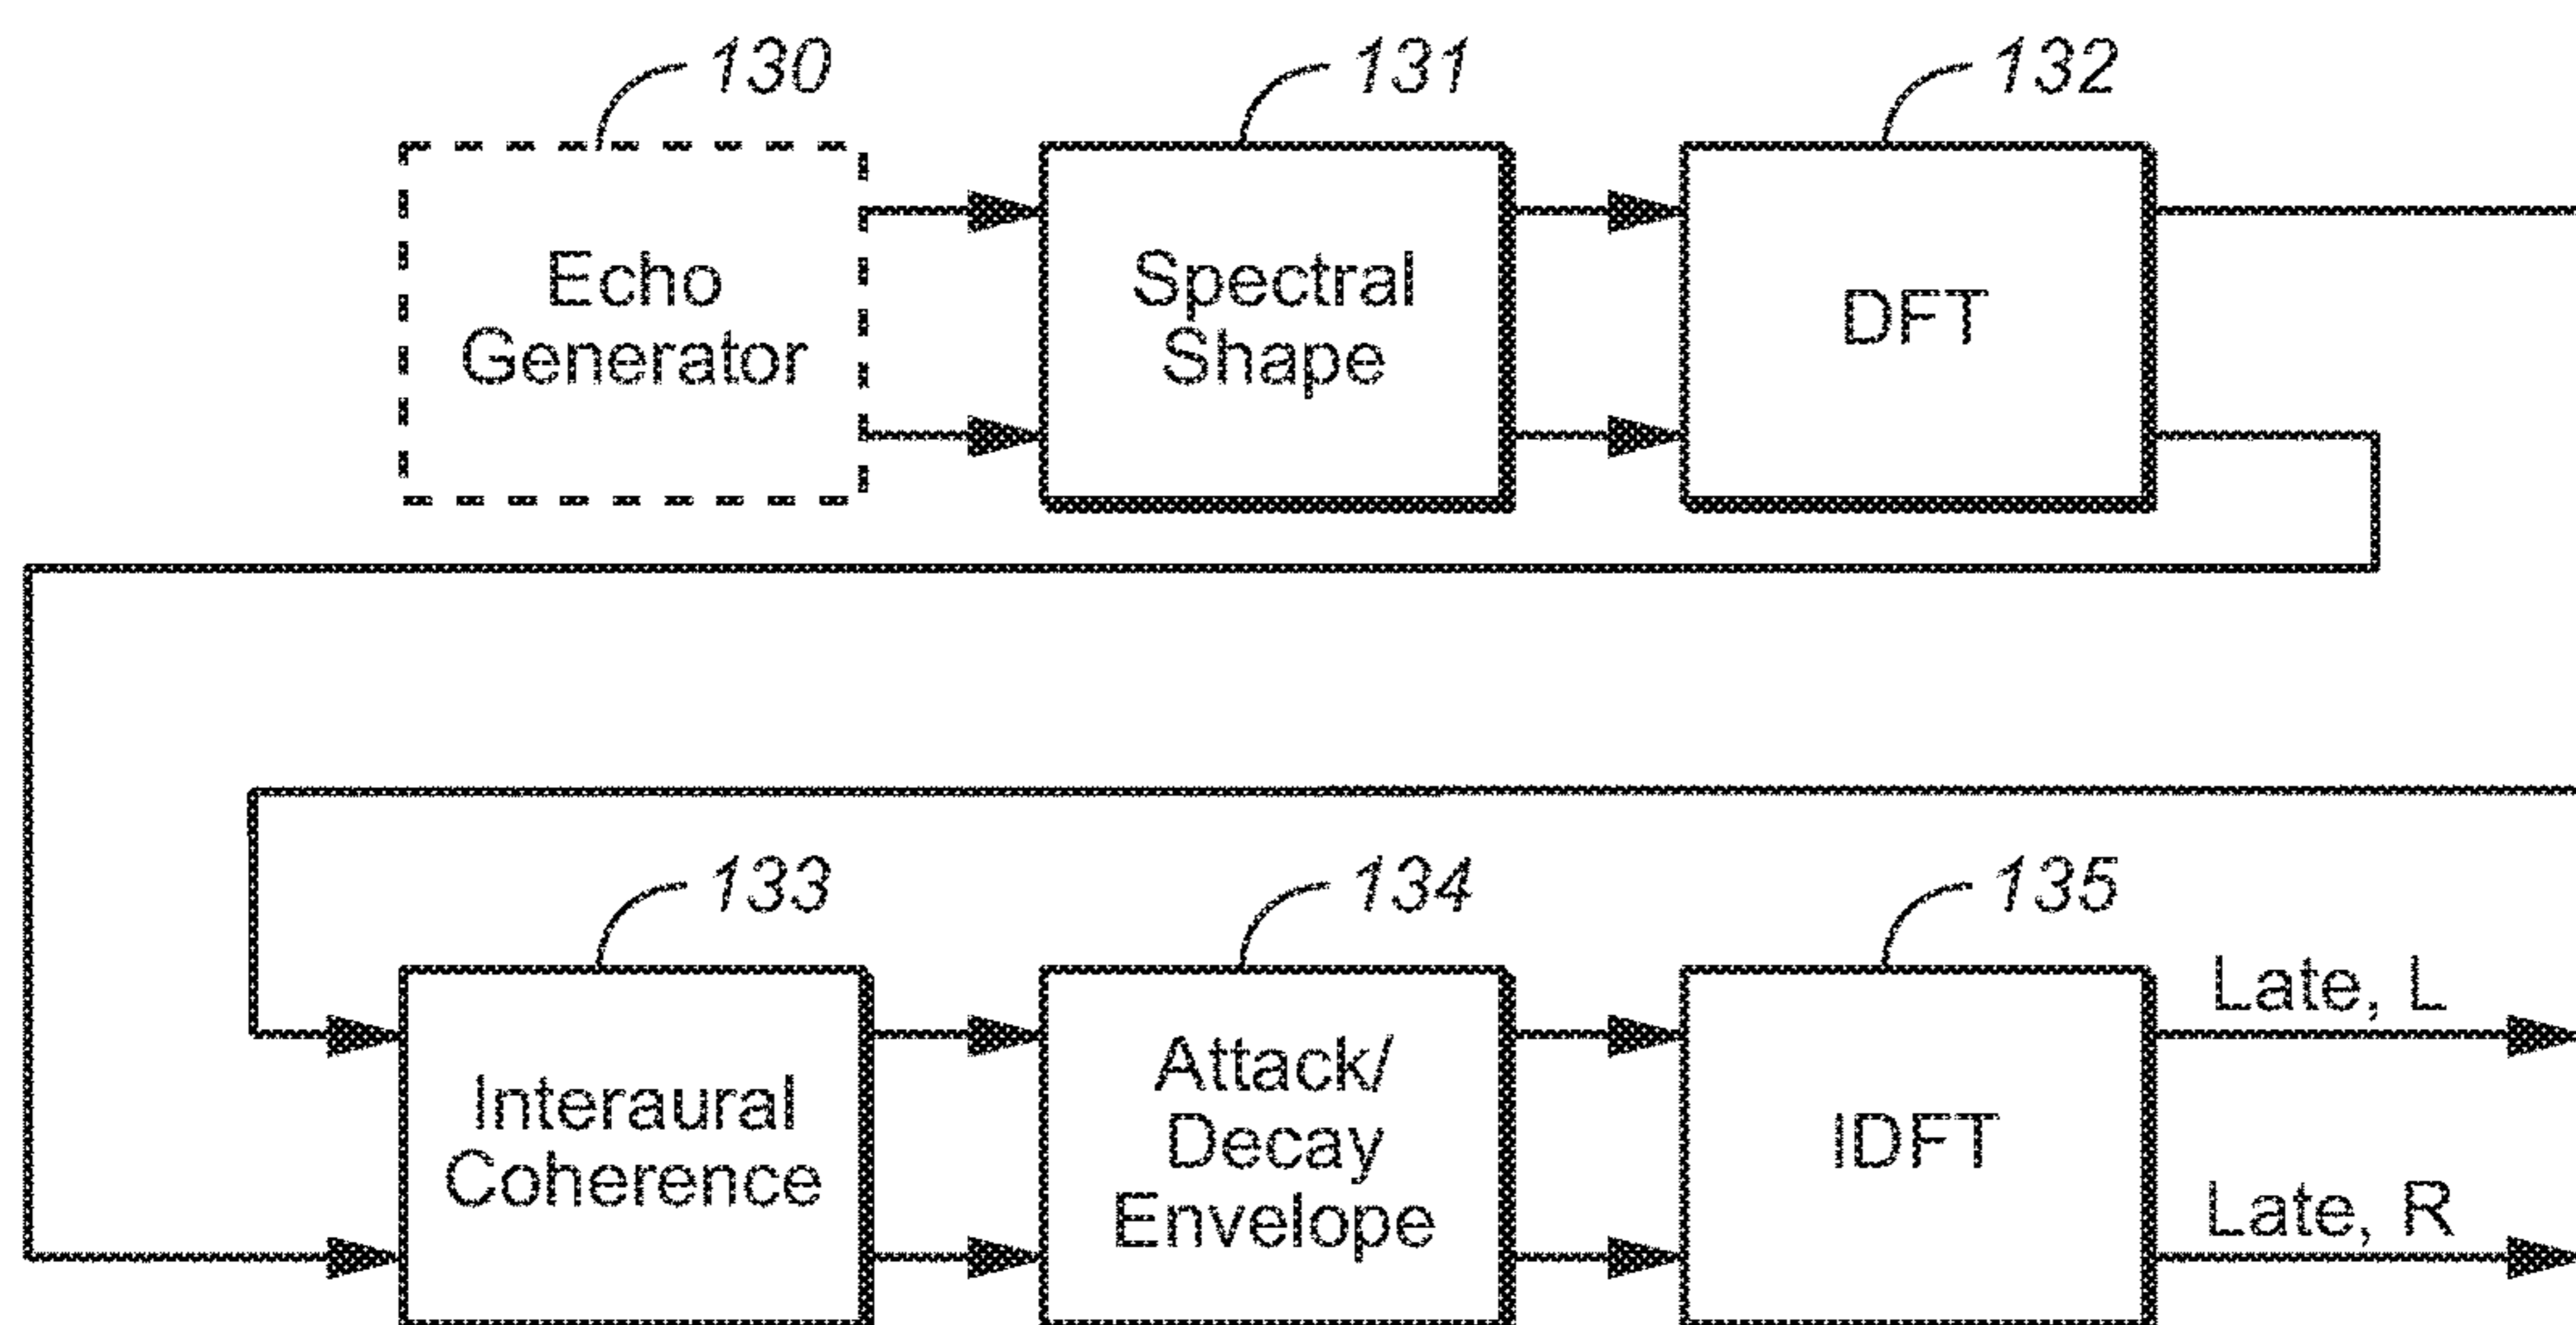 130
131
132
Echo
Generator
Spectral
Shape
DFT
133
134
135
Interaural
Coherence
Attack/
Decay
Envelope
IDFT
Late, L
Late, R